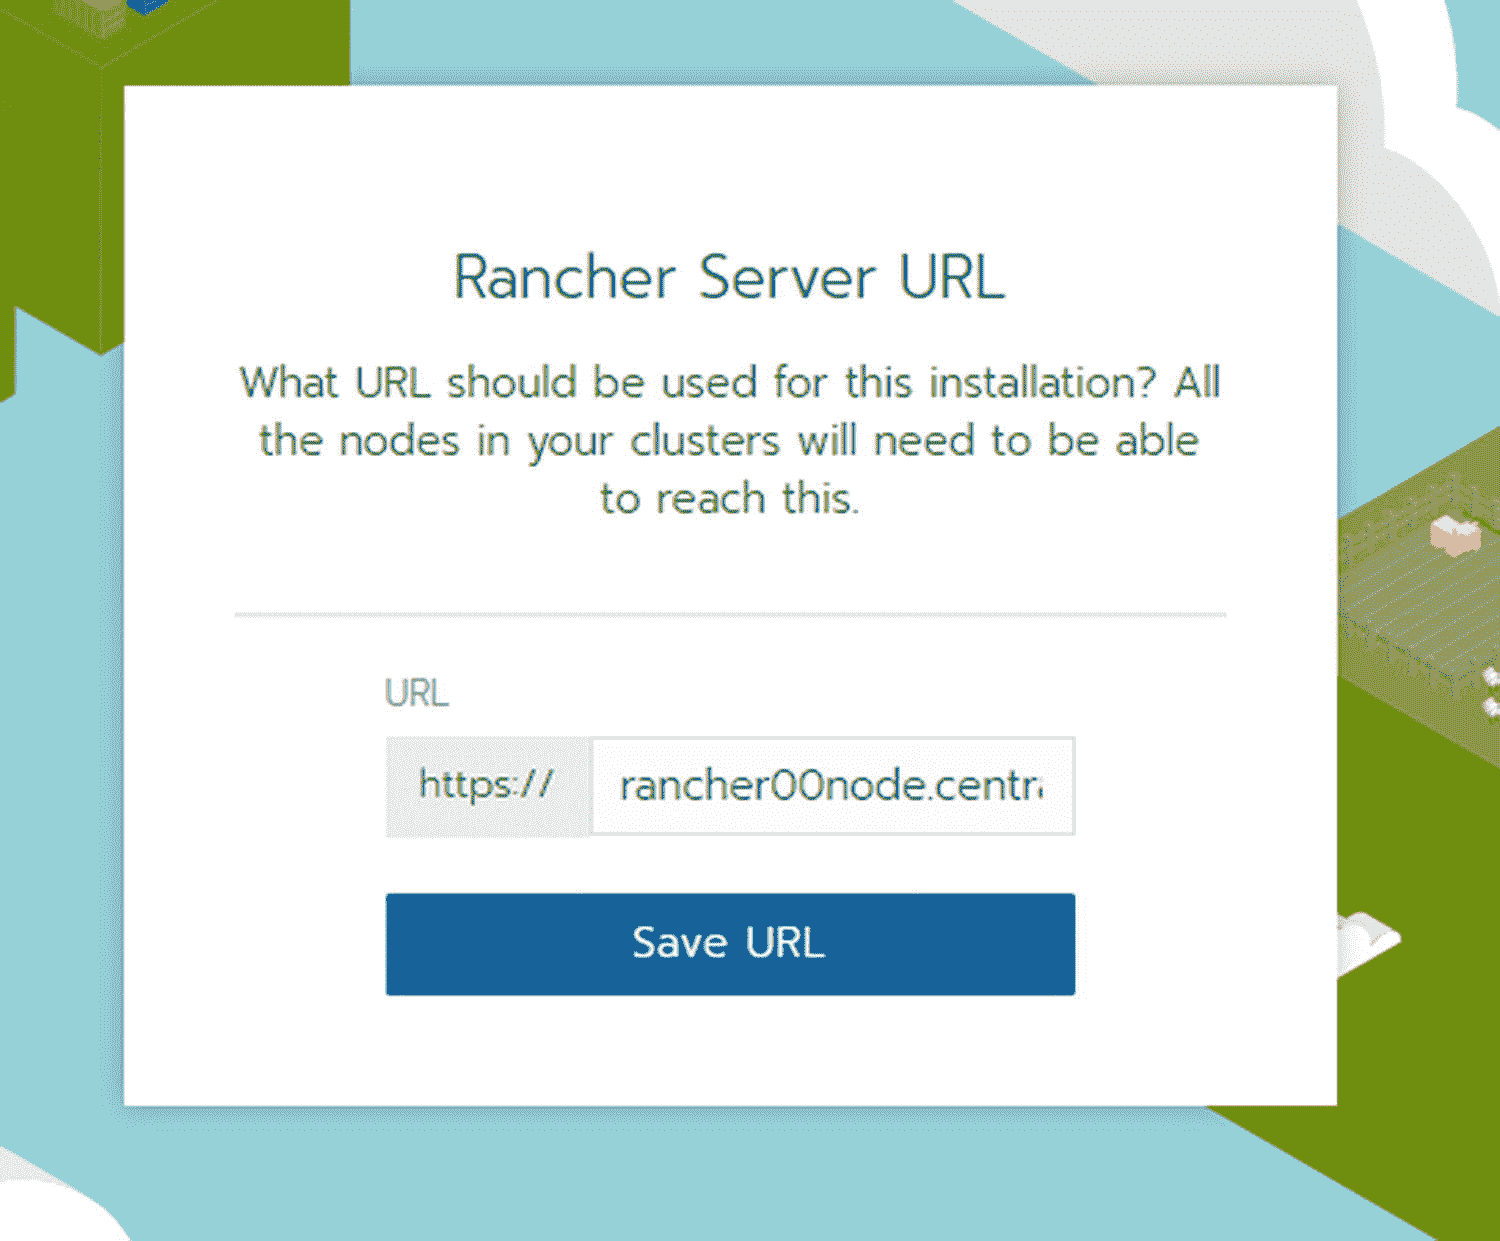 Rancher Server URL
What URL should be used for this installation? All
the nodes in your clusters will need to be able
to reach this.
URL
https:// rancher00node.centr
Save URL